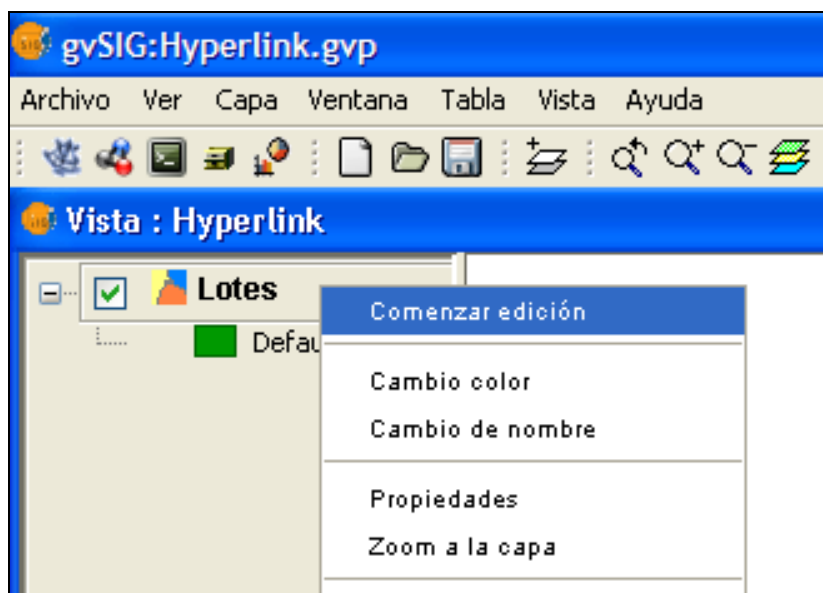 gvSIG:Hyperlink.gvp
Archivo Ver Capa Ventana Tabla Vista Ayuda
Vista : Hyperlink
Lotes
Comenzar edición
Defau
Cambio color
Cambio de nombre
Propiedades
Zoom a la capa